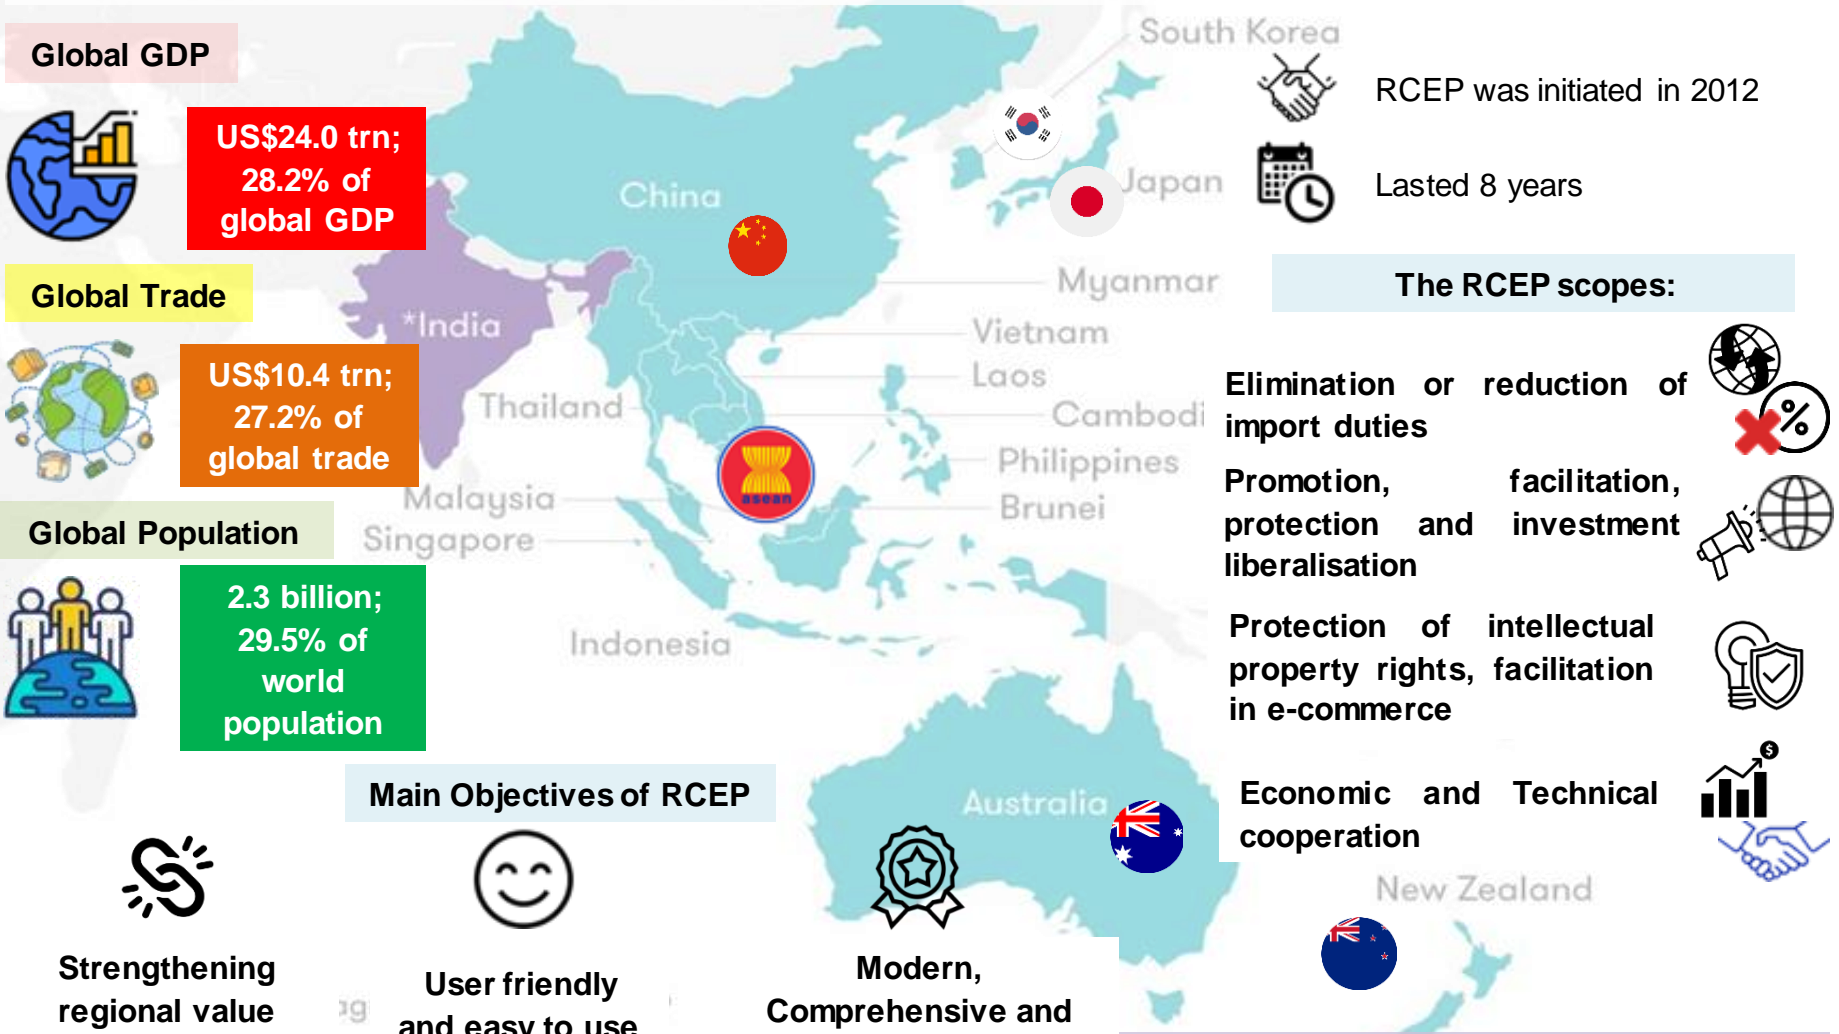 Global GDP
US$24.0 trn;
28.2% of
global GDP
Global Trade
US$10.4 trn;
27.2% of
global trade
Global Population
2.3 billion;
29.5% of
world
population
South Korea
China
Japan
*India
Myanmar
Vietnam
Laos
Thailand
Cambodi
Philippines
Malaysia
Brunei
Singapore
asean
Indonesia
Australia
New Zealand
RCEP was initiated in 2012
Lasted 8 years
The RCEP scopes:
Elimination or reduction of
import duties
%
Promotion, facilitation,
protection and investment
liberalisation
Protection of intellectual
property rights, facilitation
in e-commerce
Economic and Technical
cooperation
$
Main Objectives of RCEP
Strengthening
regional value
User friendly
and easy to use
Modern,
Comprehensive and